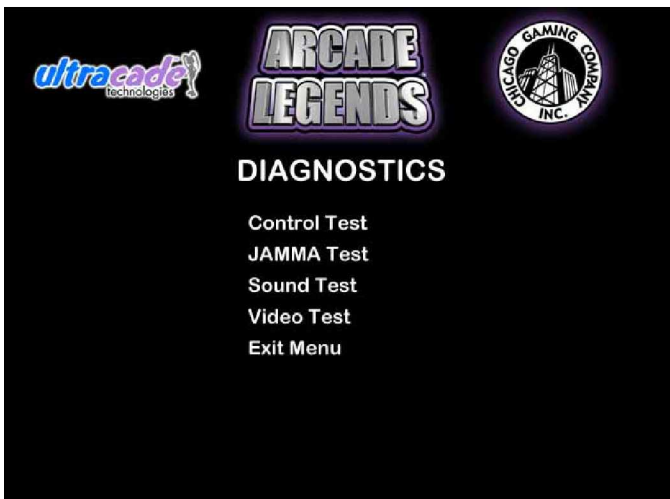 ultracade
technologies
ARCADE
LEGENDS
CHICAGO GAMING COMPANY
INC.
DIAGNOSTICS
Control Test
JAMMA Test
Sound Test
Video Test
Exit Menu